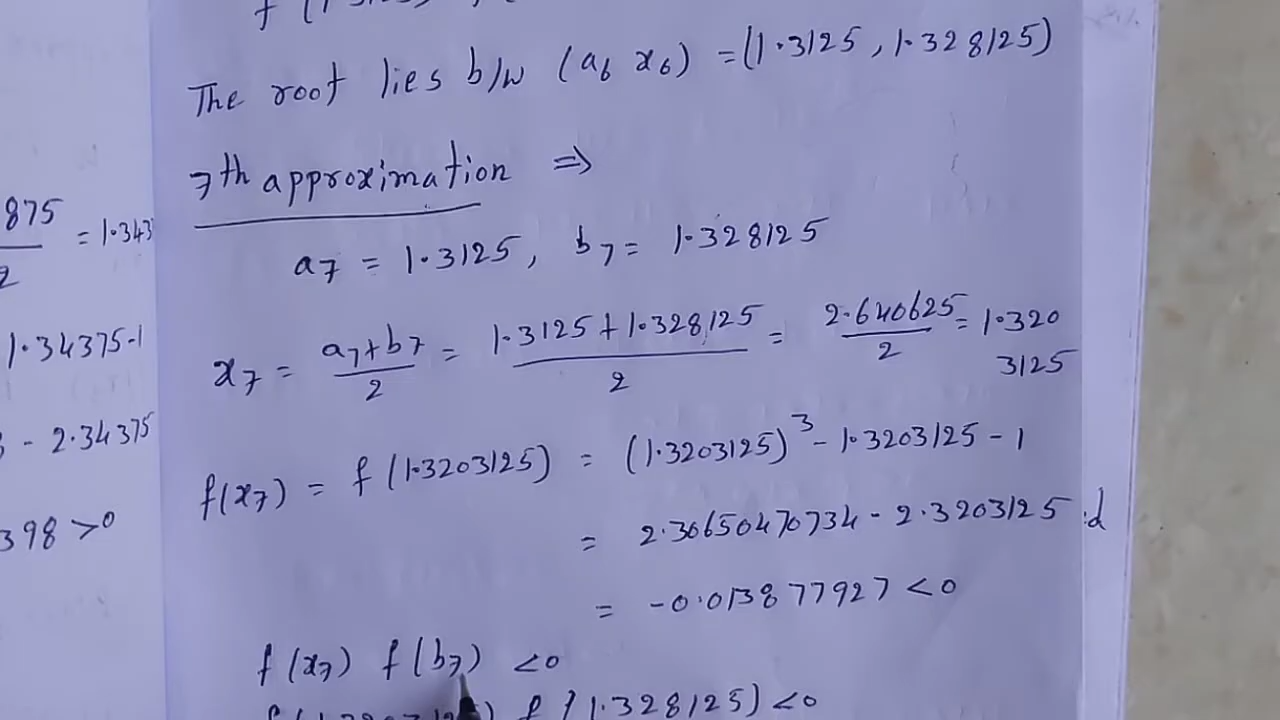 The root lies b/w (a6 x6) = (1.3125, 1.328125)
7th approximation ⇒
875
/2 = 1.343
a7 = 1.3125, b7 = 1.328125
1.34375-1
x7 = (a7+b7)/2 = (1.3125+1.328125)/2 = 2.640625/2 = 1.320
3125
- 2.34375
f(x7) = f(1.3203125) = (1.3203125)³ - 1.3203125 - 1
398 >0
= 2.30650470734 - 2.3203125
= -0.013877927 <0
f(x7) f(b7) <0
f(1.328125) <0